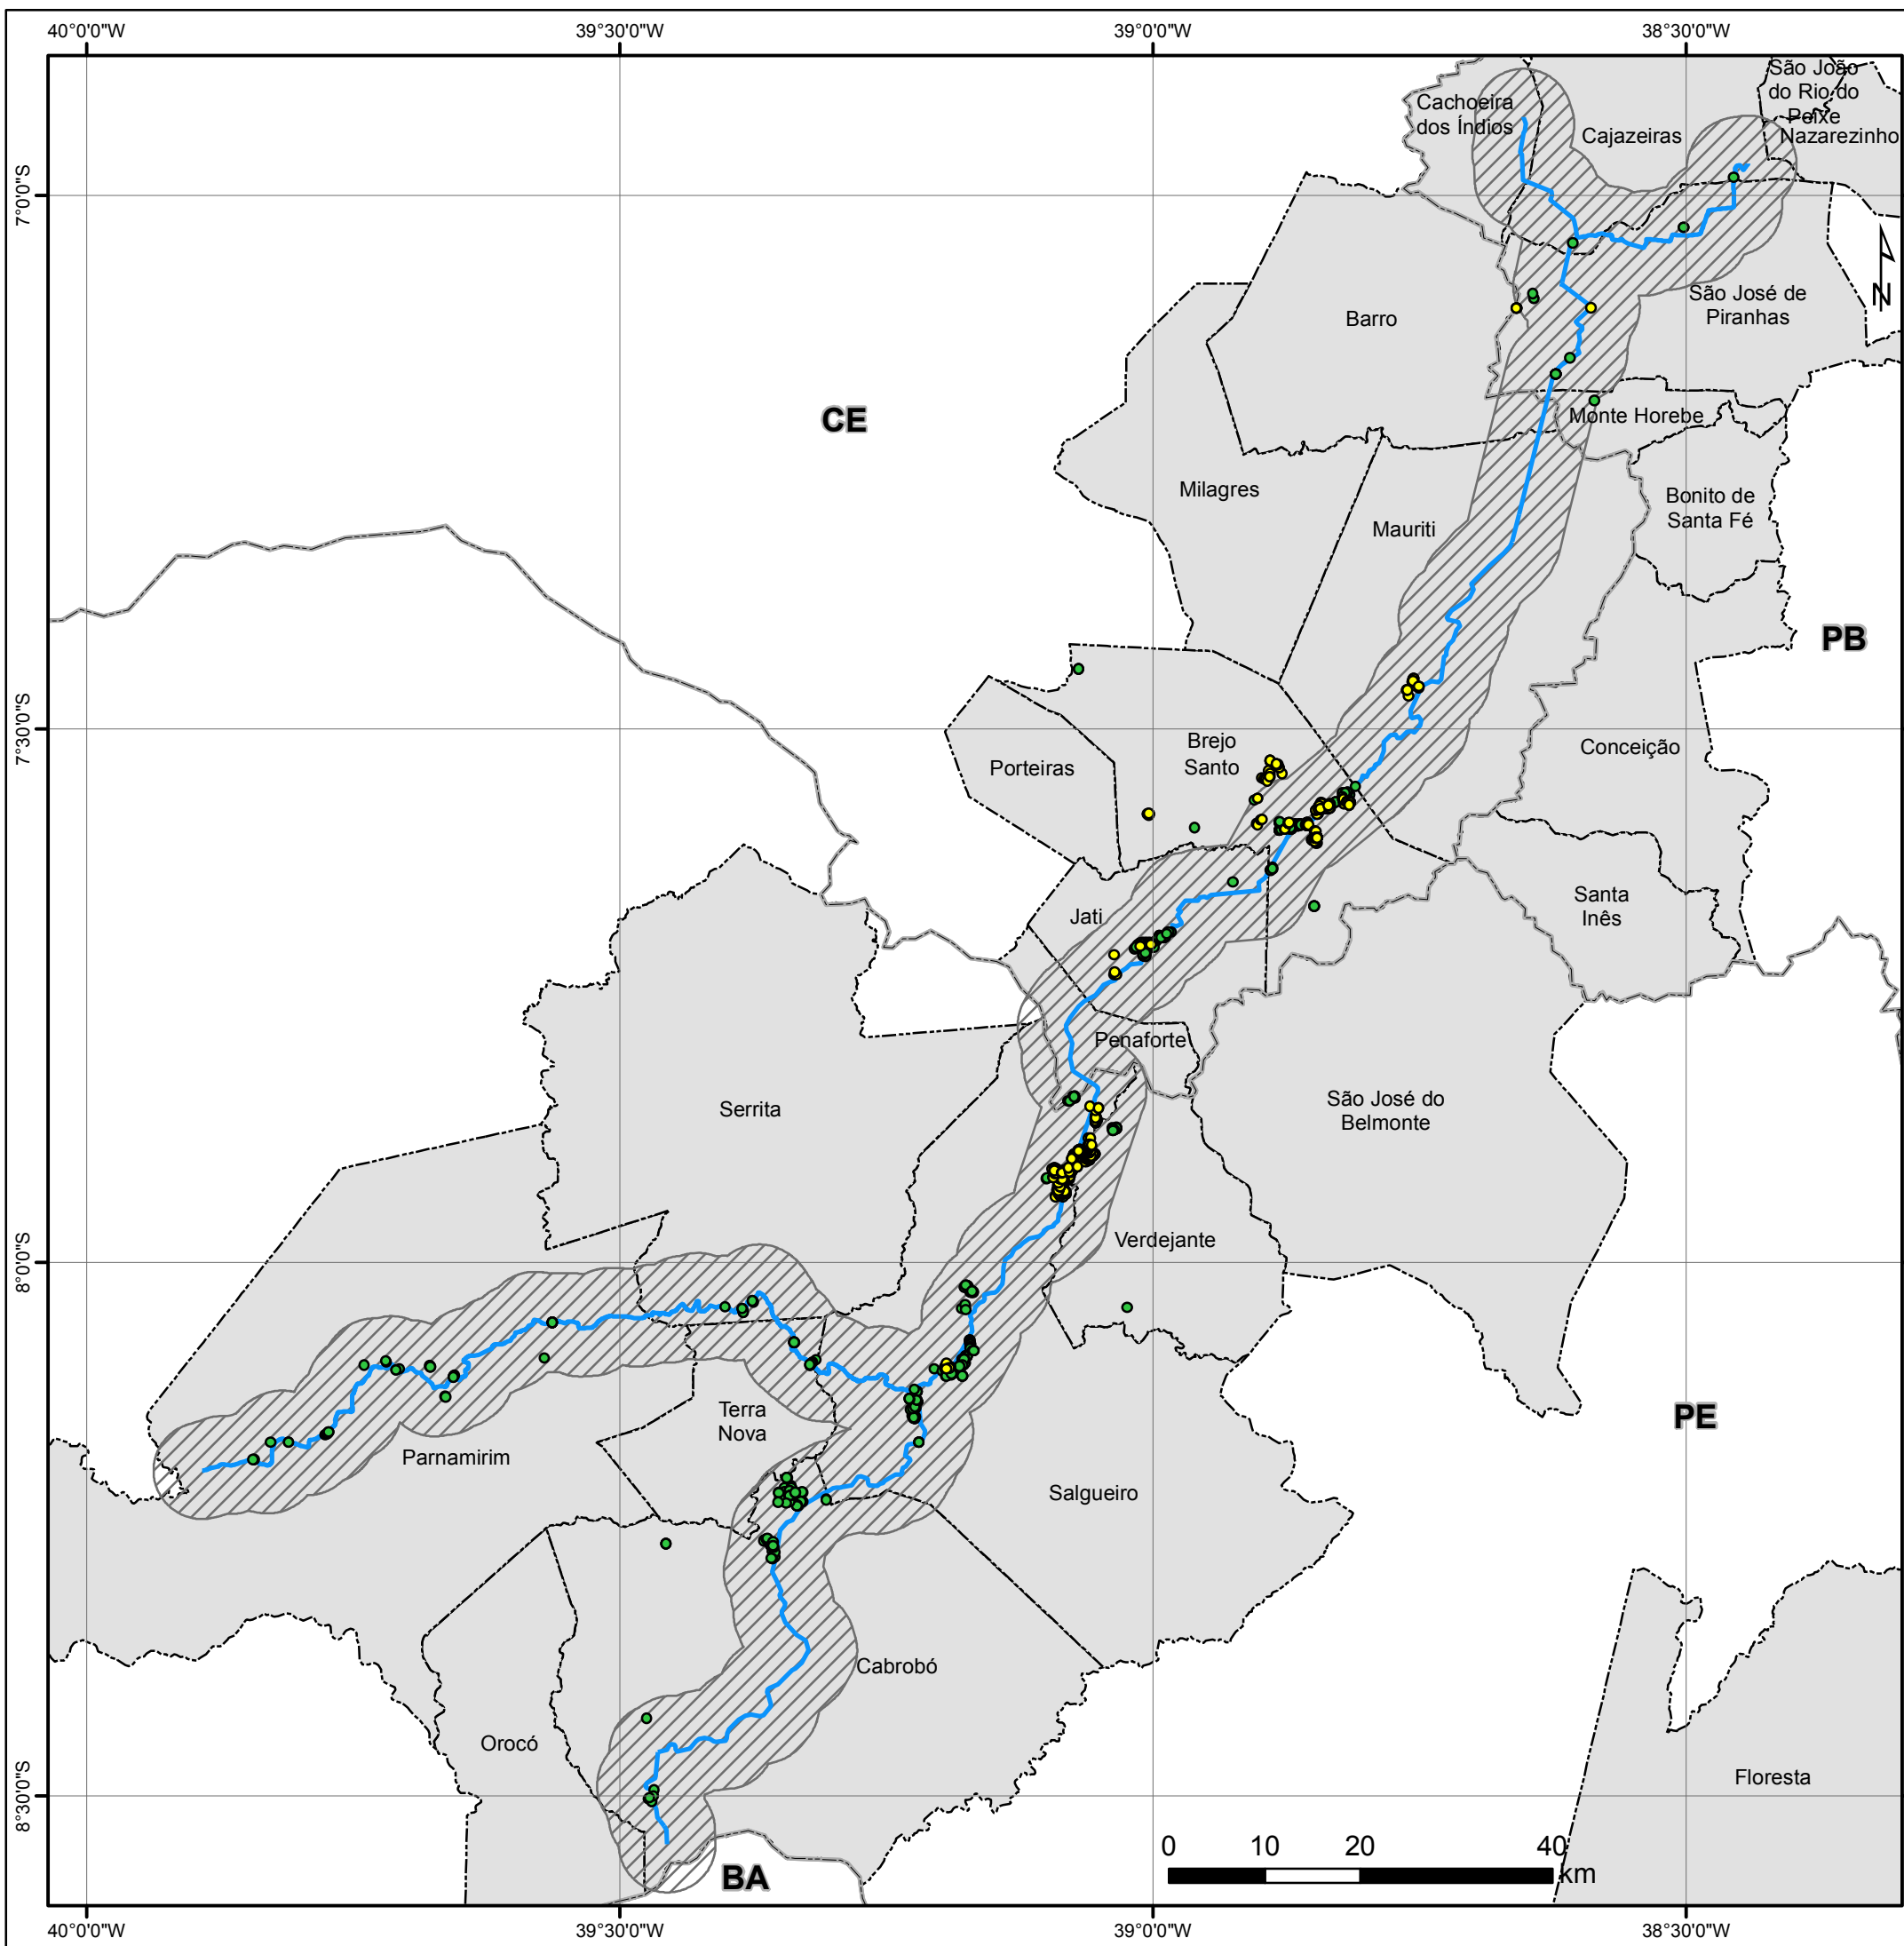 40°0'0"W
39°30'0"W
39°0'0"W
38°30'0"W
São João
do Rio do
Peixe
Cachoeira
dos Índios
Cajazeiras
Nazarezinho
7°0'0"S
N
São José de
Piranhas
Barro
CE
Monte Horebe
Milagres
Bonito de
Santa Fé
Mauriti
PB
7°30'0"S
Brejo
Santo
Conceição
Porteiras
Santa
Inês
Jati
Penaforte
Serrita
São José do
Belmonte
Verdejante
8°0'0"S
Terra
Nova
PE
Parnamirim
Salgueiro
Cabrobó
Orocó
Floresta
8°30'0"S
0
10
20
40
km
BA
40°0'0"W
39°30'0"W
39°0'0"W
38°30'0"W